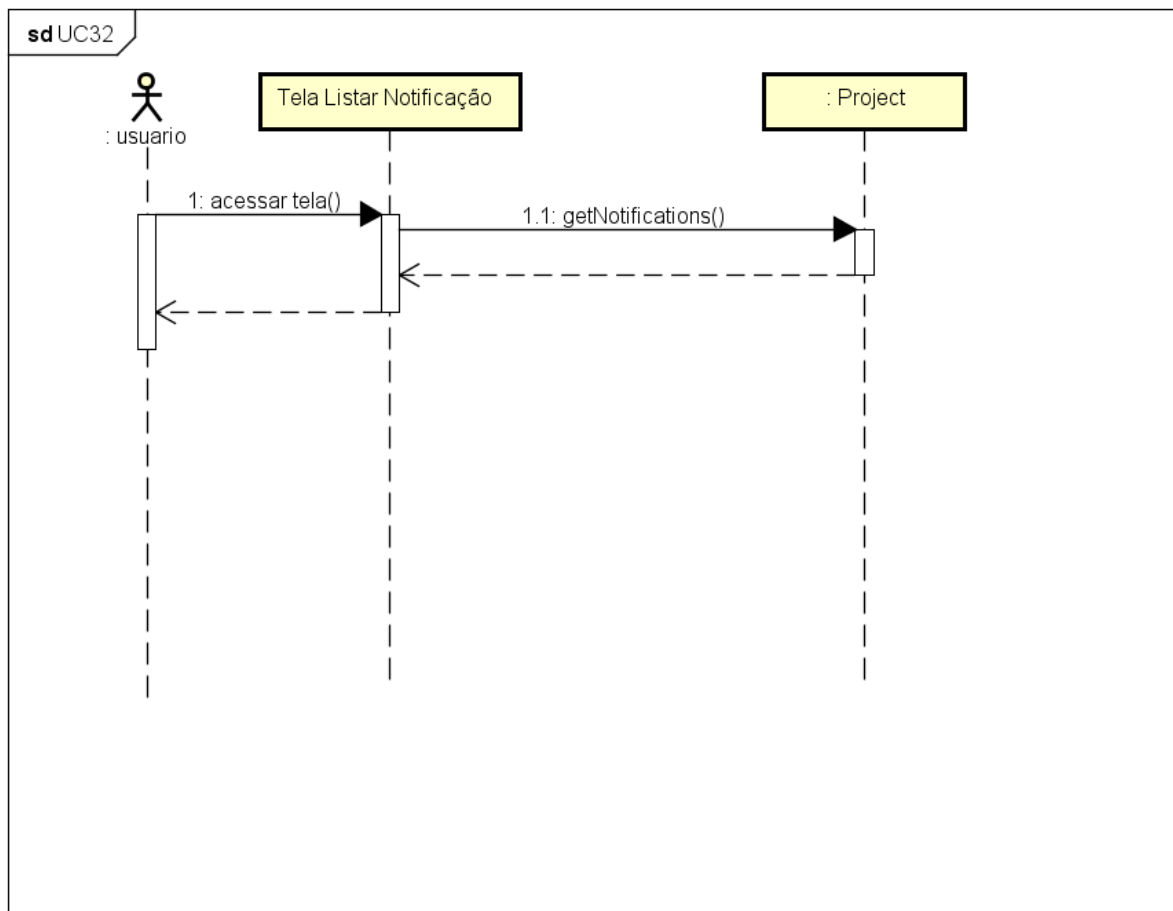 sd UC32
Tela Listar Notificação
: Project
: usuario
1: acessar tela()
1.1: getNotifications()